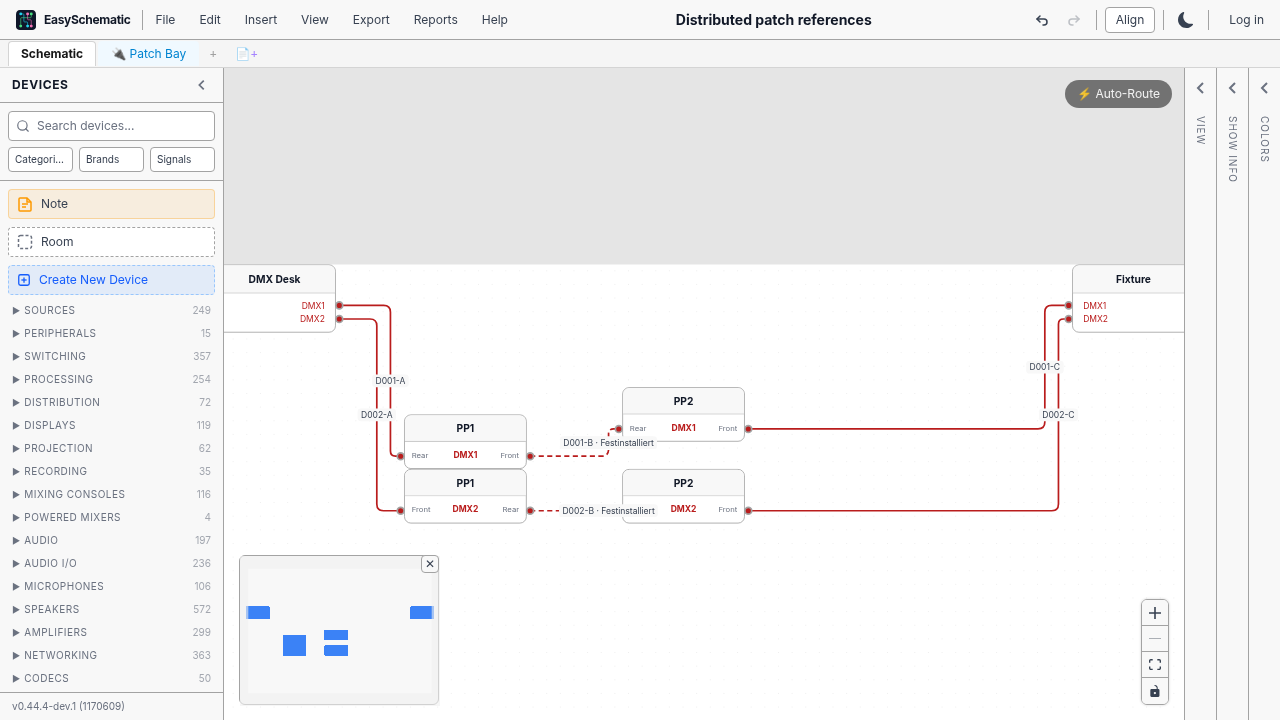 EasySchematic File Edit Insert View Export Reports Help Distributed patch references Align Log in
Schematic Patch Bay
DEVICES
Search devices...
Categori... Brands Signals
Note
Room
Create New Device
SOURCES 249
PERIPHERALS 15
SWITCHING 357
PROCESSING 254
DISTRIBUTION 72
DISPLAYS 119
PROJECTION 62
RECORDING 35
MIXING CONSOLES 116
POWERED MIXERS 4
AUDIO 197
AUDIO I/O 236
MICROPHONES 106
SPEAKERS 572
AMPLIFIERS 299
NETWORKING 363
CODECS 50
v0.44.4-dev.1 (1170609)
⚡ Auto-Route
DMX Desk
DMX1
DMX2
D001-A
D002-A
PP1
Rear DMX1 Front
PP1
Front DMX2 Rear
D001-B · Festinstalliert
D002-B · Festinstalliert
PP2
Rear DMX1 Front
PP2
DMX2 Front
Fixture
DMX1
DMX2
D001-C
D002-C
VIEW
SHOW INFO
COLORS